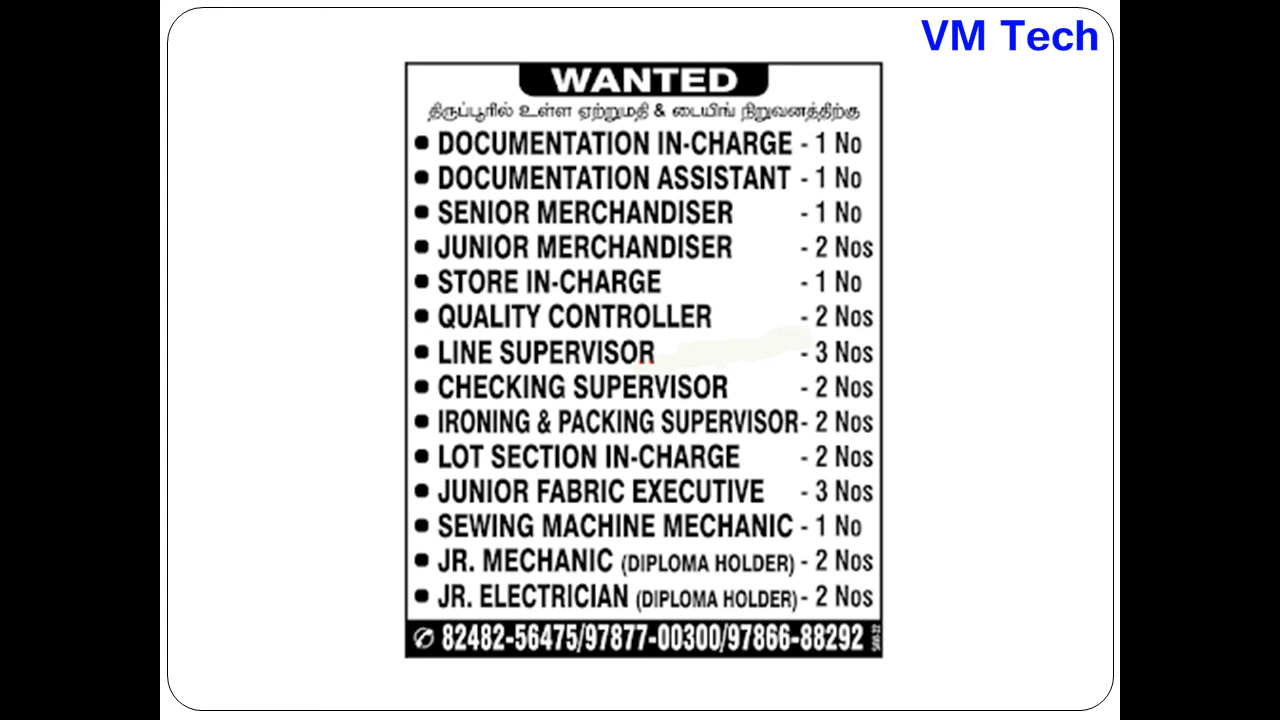 VM Tech
WANTED
திருப்பூரில் உள்ள ஏற்றுமதி & டையிங் நிறுவனத்திற்கு
• DOCUMENTATION IN-CHARGE - 1 No
• DOCUMENTATION ASSISTANT - 1 No
• SENIOR MERCHANDISER - 1 No
• JUNIOR MERCHANDISER - 2 Nos
• STORE IN-CHARGE - 1 No
• QUALITY CONTROLLER - 2 Nos
• LINE SUPERVISOR - 3 Nos
• CHECKING SUPERVISOR - 2 Nos
• IRONING & PACKING SUPERVISOR- 2 Nos
• LOT SECTION IN-CHARGE - 2 Nos
• JUNIOR FABRIC EXECUTIVE - 3 Nos
• SEWING MACHINE MECHANIC - 1 No
• JR. MECHANIC (DIPLOMA HOLDER) - 2 Nos
• JR. ELECTRICIAN (DIPLOMA HOLDER)- 2 Nos
✆ 82482-56475/97877-00300/97866-88292